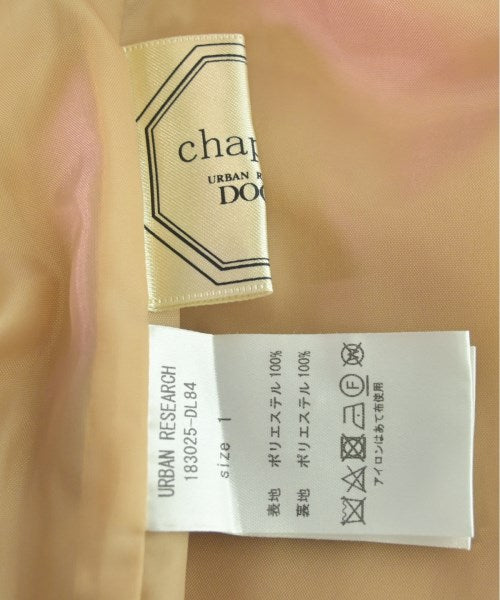 chap
URBAN R
DOO
URBAN RESEARCH
183025-DL84
size 1
表地 ポリエステル 100%
裏地 ポリエステル 100%
アイロンはあて布使用